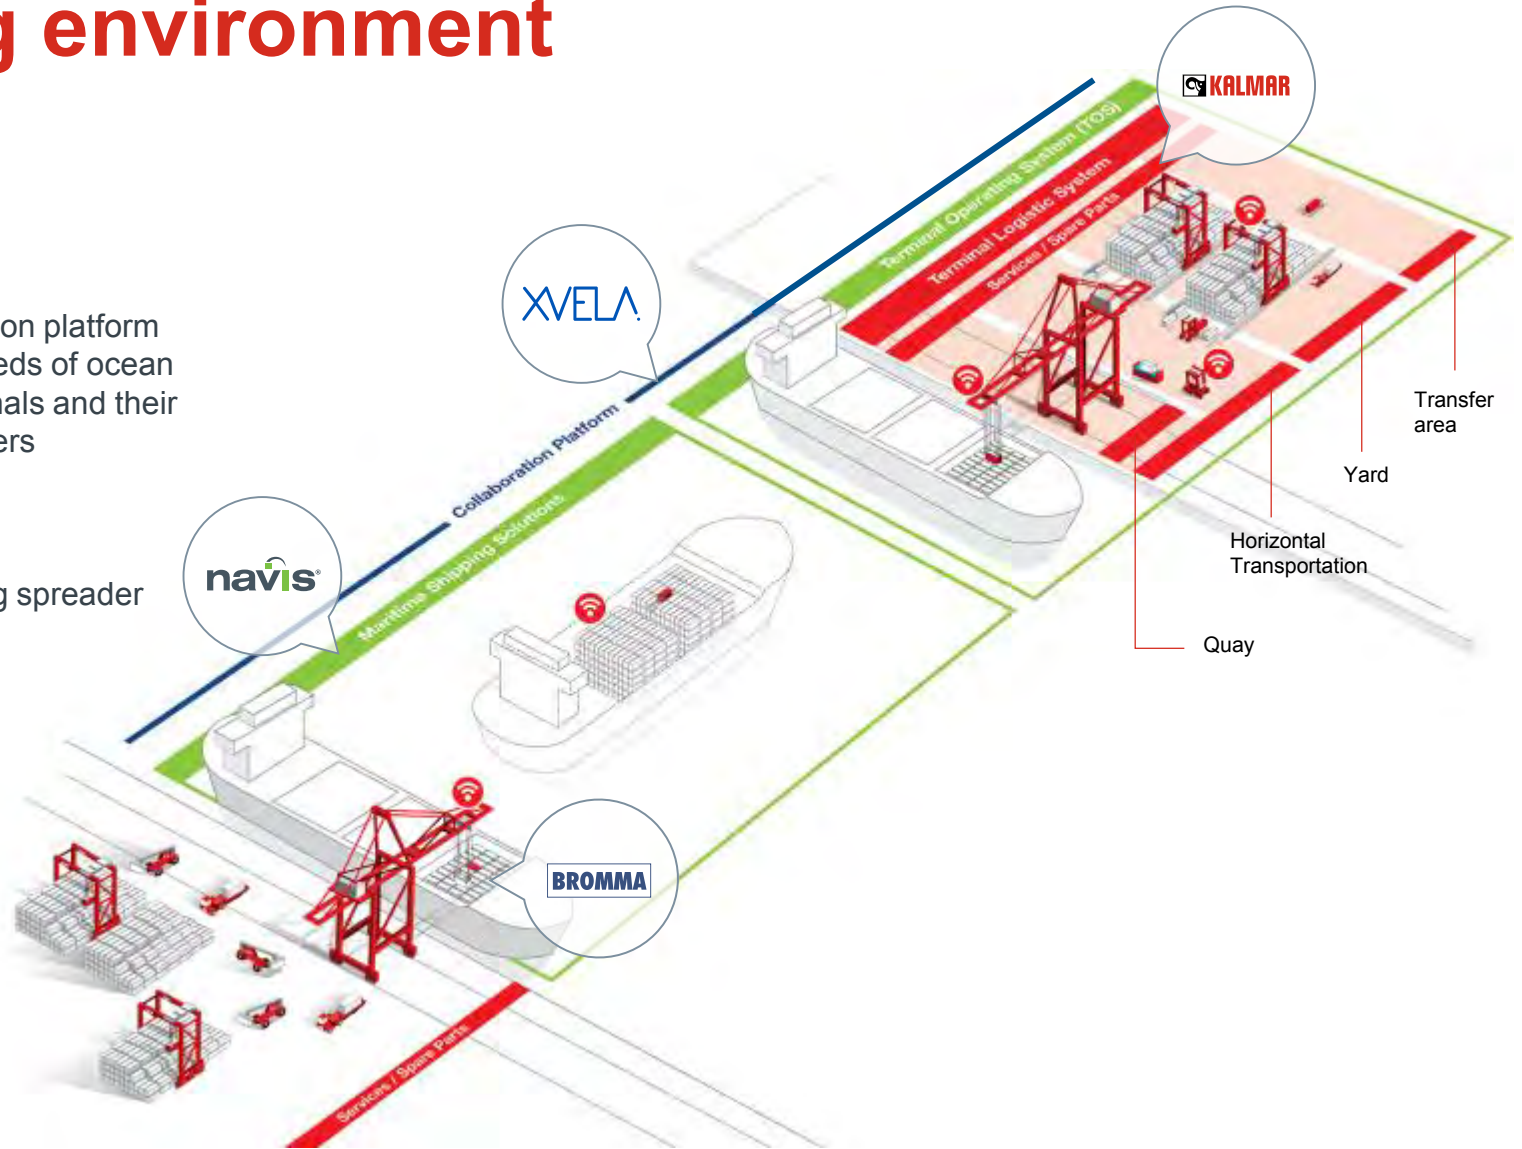 g environment
KALMAR
Terminal Operating System (TOS)
Terminal Logistic System
Services / Spare Parts
XVELA
on platform
eds of ocean
nals and their
ers
Collaboration Platform
Maritime Shipping Solutions
navis
g spreader
Transfer
area
Yard
Horizontal
Transportation
Quay
BROMMA
Services / Spare Parts